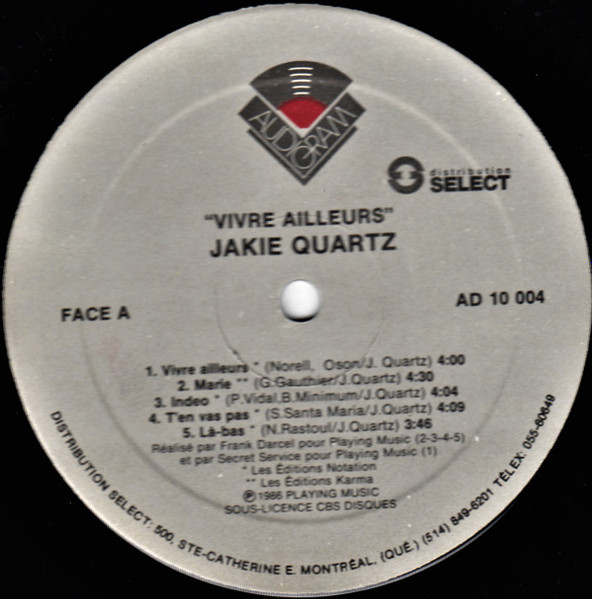 AUDIOGRAM
distribution
SELECT
"VIVRE AILLEURS"
JAKIE QUARTZ
FACE A
AD 10 004
1. Vivre ailleurs * (Norell, Oson/J. Quartz) 4:00
2. Marie ** (G.Gauthier/J.Quartz) 4:30
3. Indeo * (P.Vidal,B.Minimum/J.Quartz) 4:04
4. T'en vas pas * (S.Santa Maria/J.Quartz) 4:09
5. Là-bas * (N.Rastoul/J.Quartz) 3:46
Réalisé par Frank Darcel pour Playing Music (2-3-4-5)
et par Secret Service pour Playing Music (1)
* Les Éditions Notation
** Les Éditions Karma
℗ 1986 PLAYING MUSIC
SOUS-LICENCE CBS DISQUES
DISTRIBUTION SELECT: 500, STE-CATHERINE E. MONTRÉAL, (QUÉ.) (514) 849-6201 TÉLEX: 055-60649